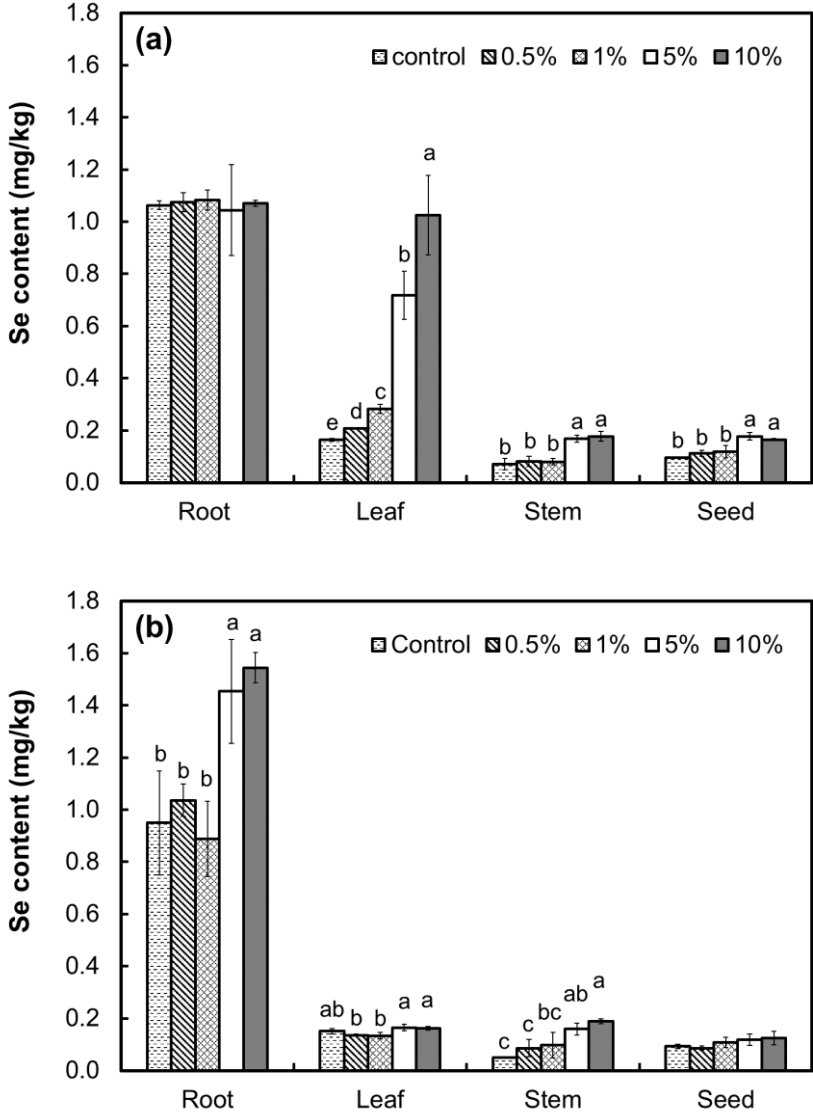 (a)
control 0.5% 1% 5% 10%
Se content (mg/kg)
1.8
1.6
1.4
1.2
1.0
0.8
0.6
0.4
0.2
0.0
e d c b a
b b b a a
b b b a a
Root Leaf Stem Seed
(b)
Control 0.5% 1% 5% 10%
Se content (mg/kg)
1.8
1.6
1.4
1.2
1.0
0.8
0.6
0.4
0.2
0.0
b b b a a
ab b b a a
c c bc ab a
Root Leaf Stem Seed